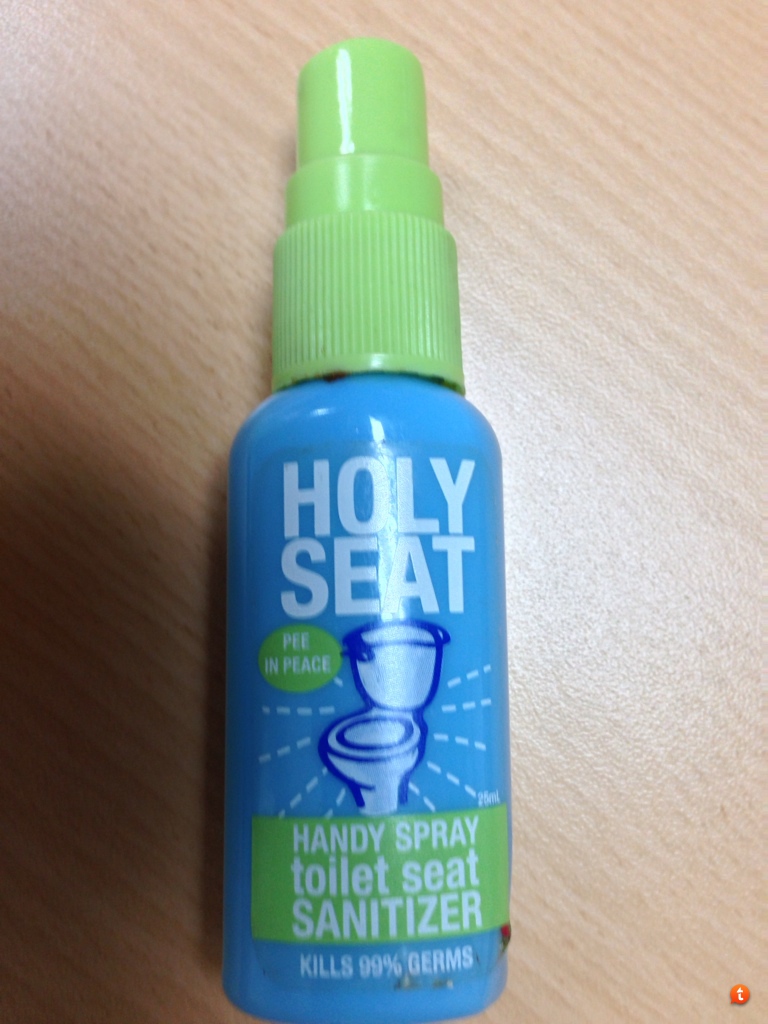 HOLY
SEAT
PEE
IN PEACE
25mL
HANDY SPRAY
toilet seat
SANITIZER
KILLS 99% GERMS
t